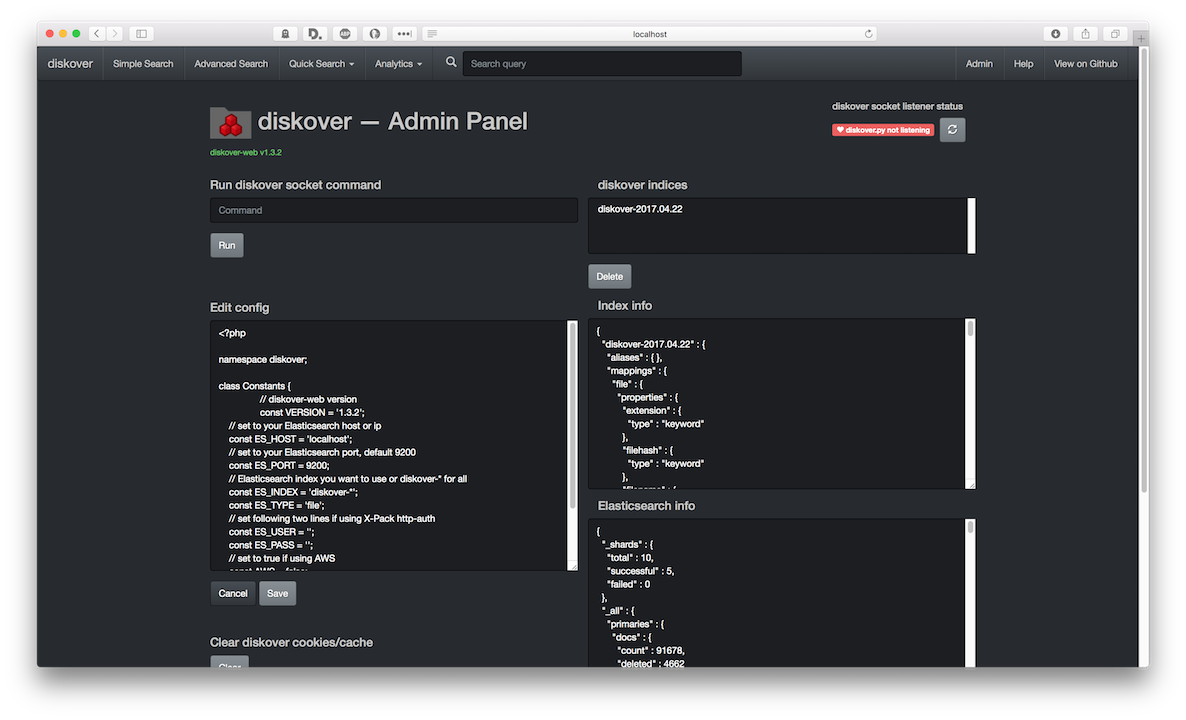 localhost
diskover
Simple Search
Advanced Search
Quick Search
Analytics
Search query
Admin
Help
View on Github
diskover — Admin Panel
diskover-web v1.3.2
diskover socket listener status
diskover.py not listening
Run diskover socket command
Command
Run
diskover indices
diskover-2017.04.22
Delete
Edit config
<?php
namespace diskover;
class Constants {
// diskover-web version
const VERSION = '1.3.2';
// set to your Elasticsearch host or ip
const ES_HOST = 'localhost';
// set to your Elasticsearch port, default 9200
const ES_PORT = 9200;
// Elasticsearch index you want to use or diskover-* for all
const ES_INDEX = 'diskover-*';
const ES_TYPE = 'file';
// set following two lines if using X-Pack http-auth
const ES_USER = '';
const ES_PASS = '';
// set to true if using AWS
const AWS = false;
Cancel
Save
Clear diskover cookies/cache
Clear
Index info
{
"diskover-2017.04.22" : {
"aliases" : { },
"mappings" : {
"file" : {
"properties" : {
"extension" : {
"type" : "keyword"
},
"filehash" : {
"type" : "keyword"
},
"filename" : {
Elasticsearch info
{
"_shards" : {
"total" : 10,
"successful" : 5,
"failed" : 0
},
"_all" : {
"primaries" : {
"docs" : {
"count" : 91678,
"deleted" : 4662